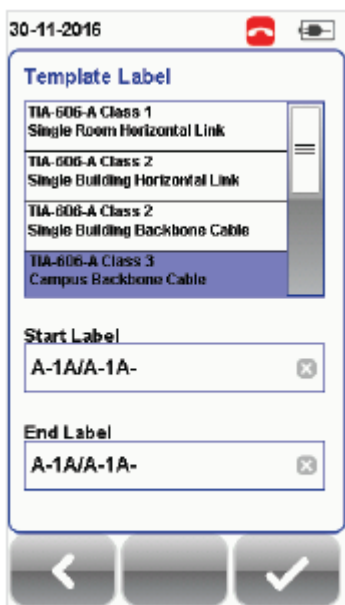 30-11-2016
Template Label
TIA-606-A Class 1
Single Room Horizontal Link
TIA-606-A Class 2
Single Building Horizontal Link
TIA-606-A Class 2
Single Building Backbone Cable
TIA-606-A Class 3
Campus Backbone Cable
Start Label
A-1A/A-1A-
End Label
A-1A/A-1A-